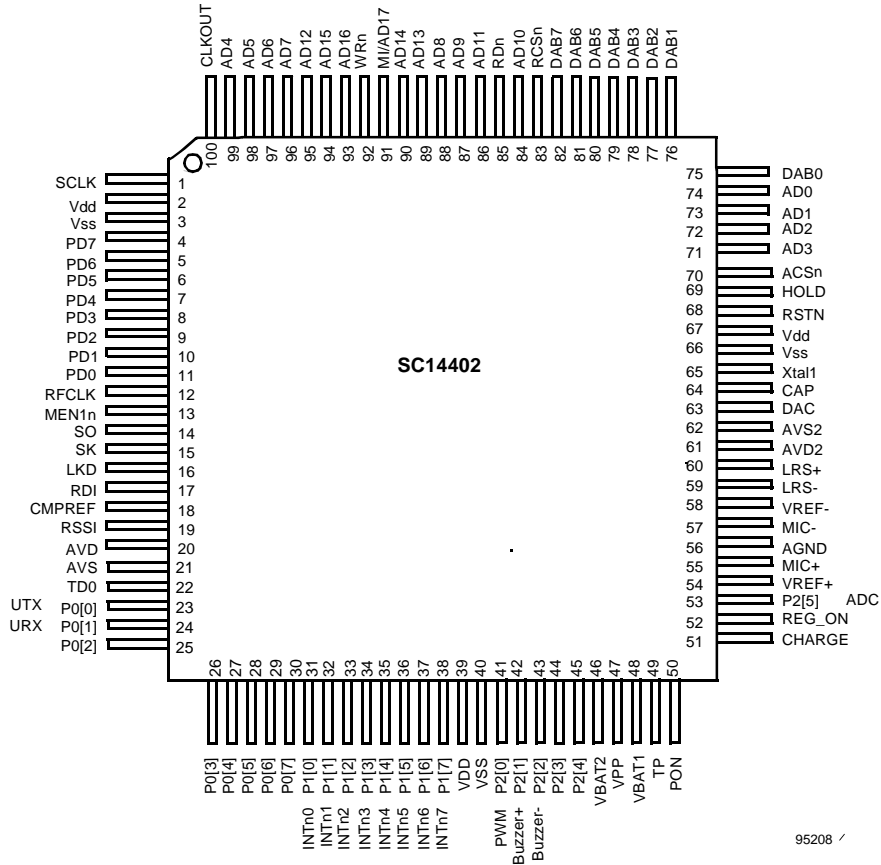 CLKOUT
AD4
AD5
AD6
AD7
AD12
AD15
AD16
WRn
MI/AD17
AD14
AD13
AD8
AD9
AD11
RDn
AD10
RCSn
DAB7
DAB6
DAB5
DAB4
DAB3
DAB2
DAB1
100
99
98
97
96
95
94
93
92
91
90
89
88
87
86
85
84
83
82
81
80
79
78
77
76
SCLK 1
Vdd 2
Vss 3
PD7 4
PD6 5
PD5 6
PD4 7
PD3 8
PD2 9
PD1 10
PD0 11
RFCLK 12
MEN1n 13
SO 14
SK 15
LKD 16
RDI 17
CMPREF 18
RSSI 19
AVD 20
AVS 21
TD0 22
UTX P0[0] 23
URX P0[1] 24
P0[2] 25
SC14402
75 DAB0
74 AD0
73 AD1
72 AD2
71 AD3
70 ACSn
69 HOLD
68 RSTN
67 Vdd
66 Vss
65 Xtal1
64 CAP
63 DAC
62 AVS2
61 AVD2
60 LRS+
59 LRS-
58 VREF-
57 MIC-
56 AGND
55 MIC+
54 VREF+
53 P2[5] ADC
52 REG_ON
51 CHARGE
26
27
28
29
30
31
32
33
34
35
36
37
38
39
40
41
42
43
44
45
46
47
48
49
50
P0[3]
P0[4]
P0[5]
P0[6]
P0[7]
P1[0]
P1[1]
P1[2]
P1[3]
P1[4]
P1[5]
P1[6]
P1[7]
VDD
VSS
P2[0]
P2[1]
P2[2]
P2[3]
P2[4]
VBAT2
VPP
VBAT1
TP
PON
INTn0
INTn1
INTn2
INTn3
INTn4
INTn5
INTn6
INTn7
PWM
Buzzer+
Buzzer-
95208